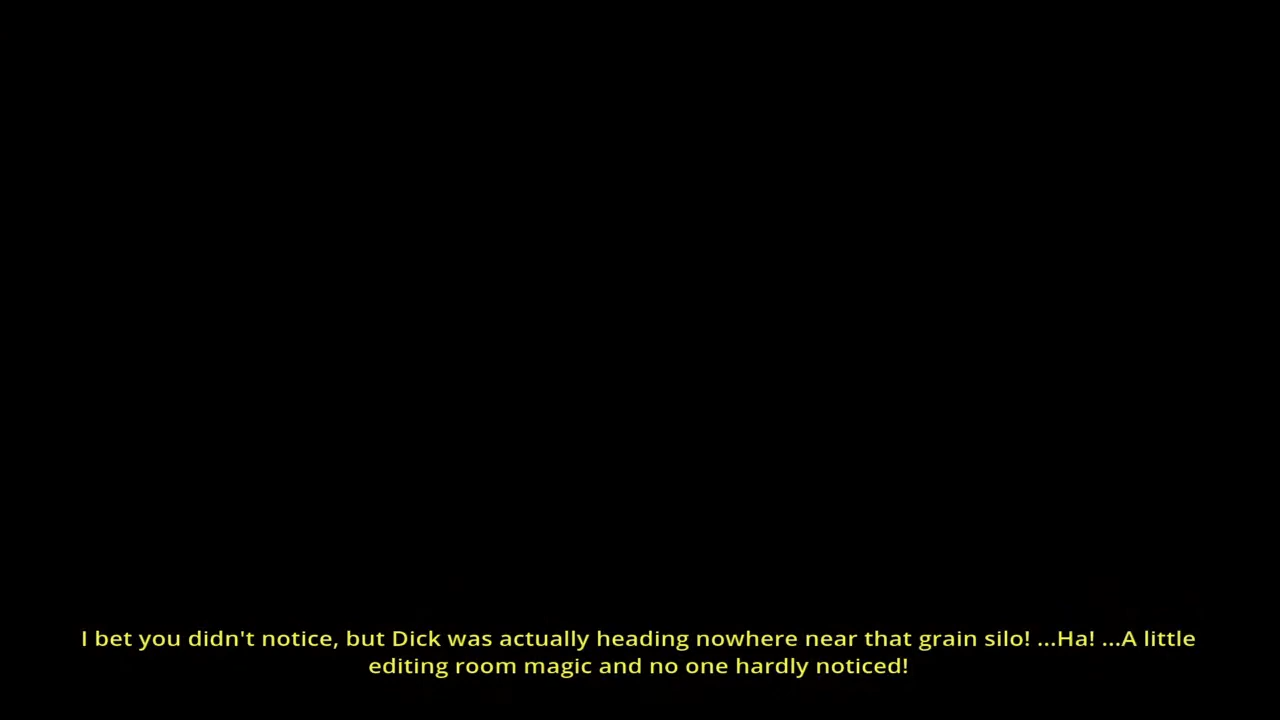 I bet you didn't notice, but Dick was actually heading nowhere near that grain silo! ...Ha! ...A little
editing room magic and no one hardly noticed!